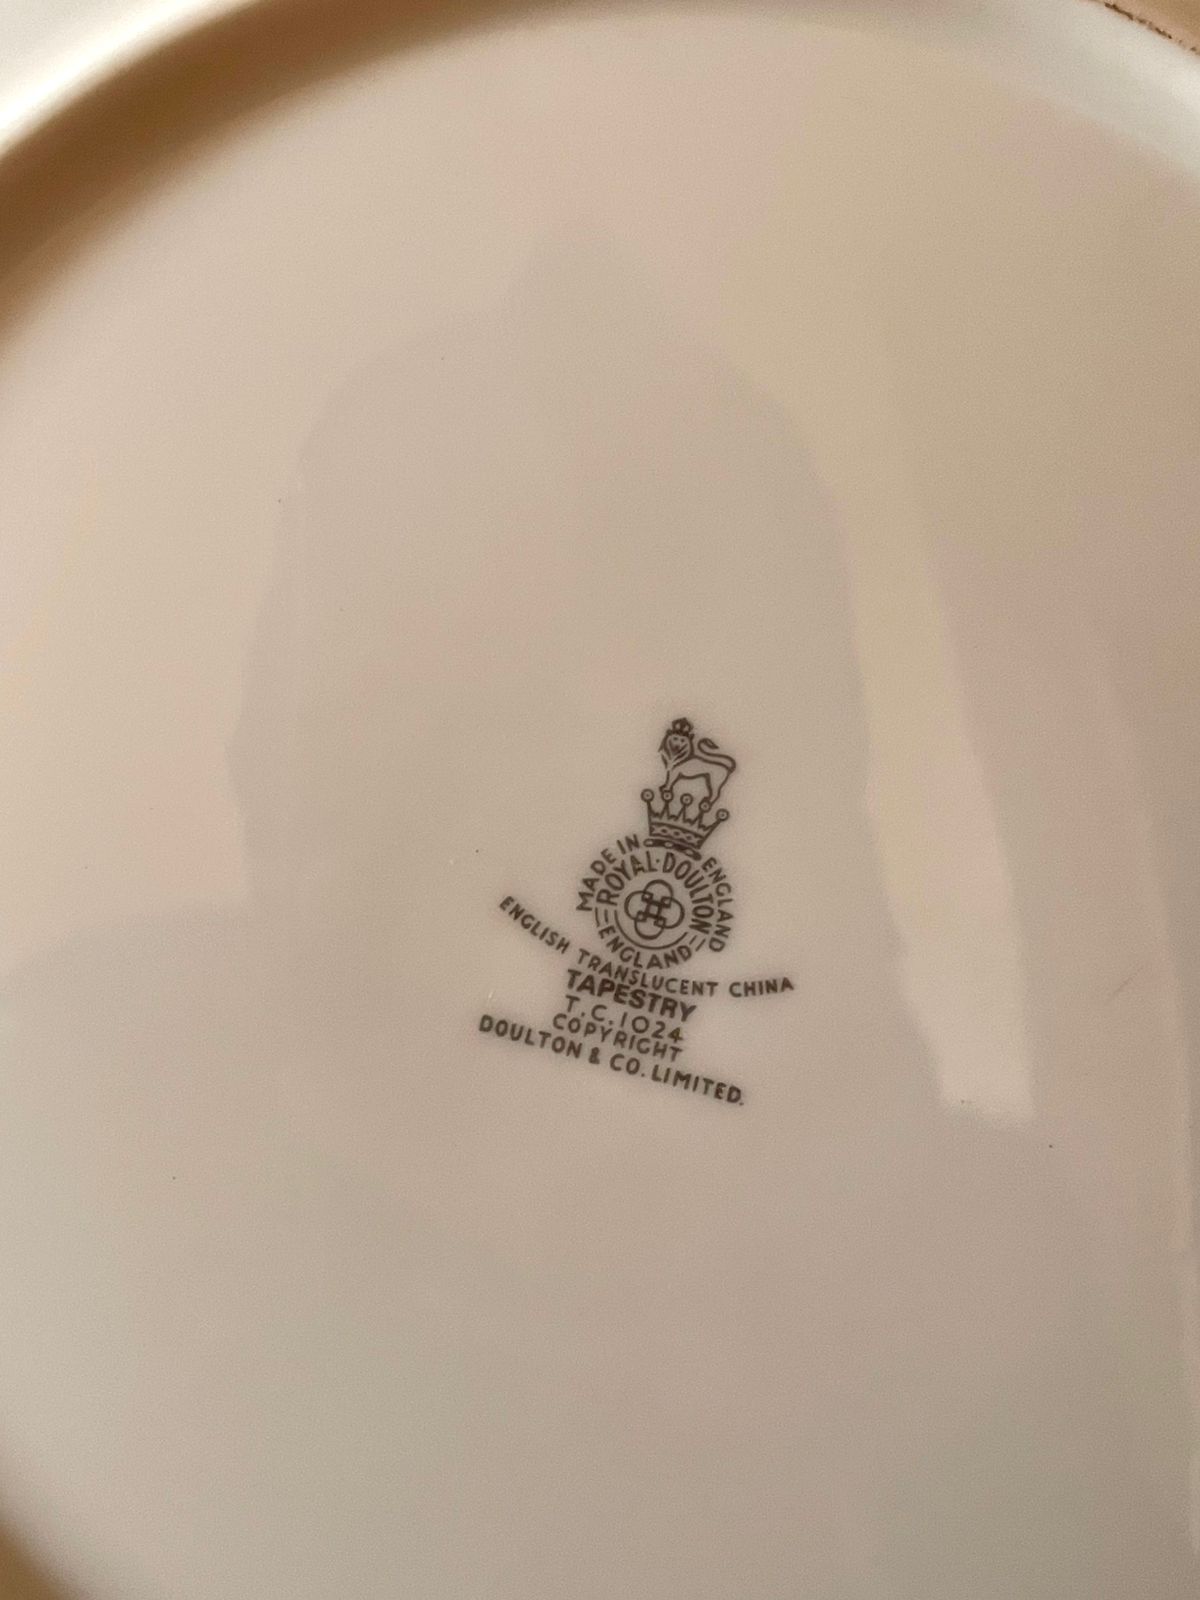 MADE IN ENGLAND
ROYAL·DOULTON
ENGLAND
ENGLISH TRANSLUCENT CHINA
TAPESTRY
T.C.1024
COPYRIGHT
DOULTON & CO. LIMITED.